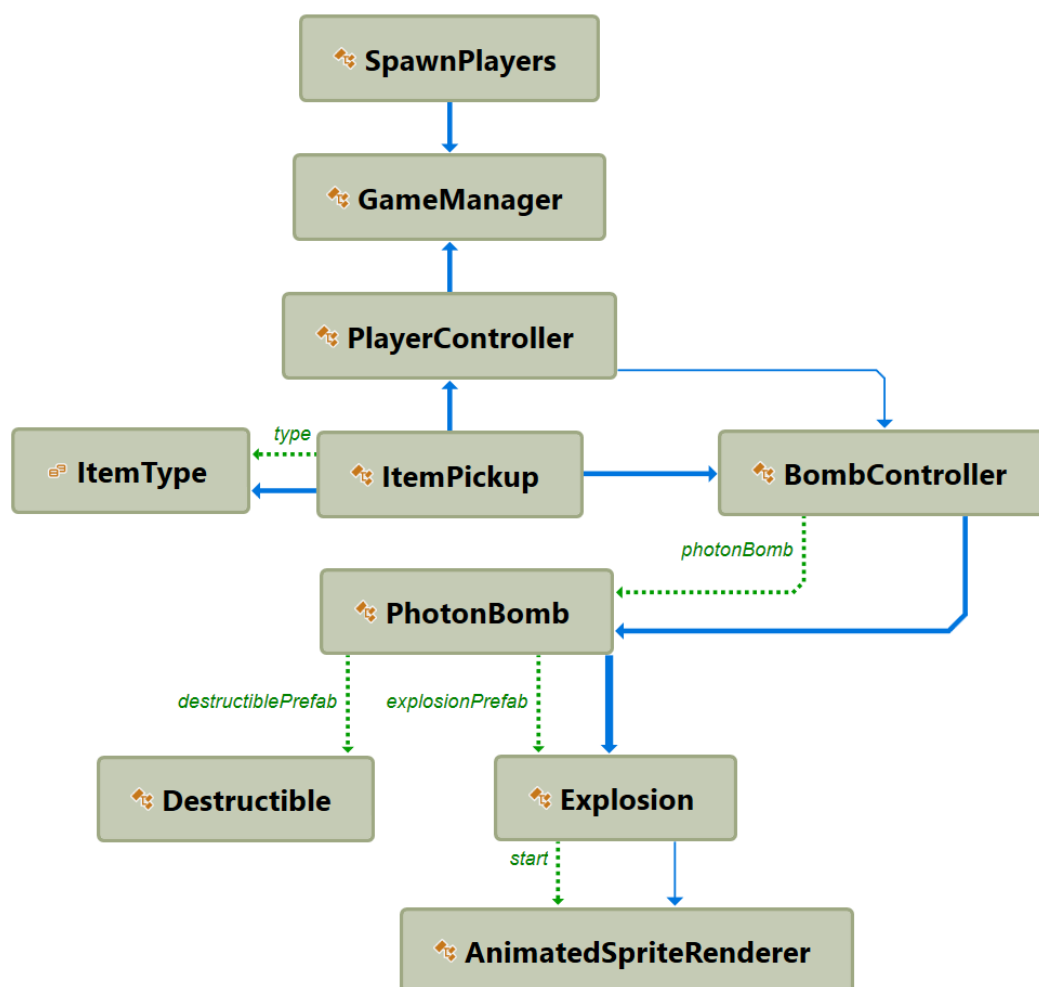 SpawnPlayers
GameManager
PlayerController
type
ItemType
ItemPickup
BombController
photonBomb
PhotonBomb
destructiblePrefab
explosionPrefab
Destructible
Explosion
start
AnimatedSpriteRenderer